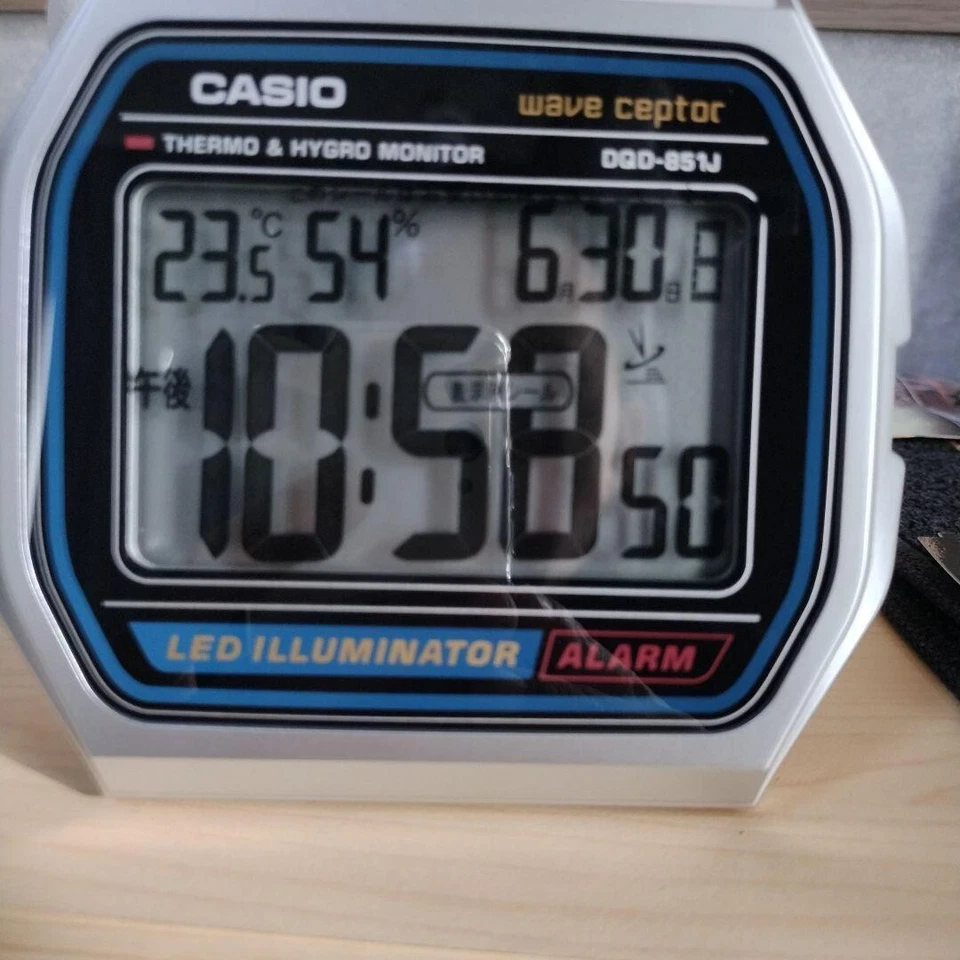 CASIO
wave ceptor
THERMO & HYGRO MONITOR
DQD-851J
23.5℃ 54% 6月30日 日
午後 10:58 50
LED ILLUMINATOR
ALARM